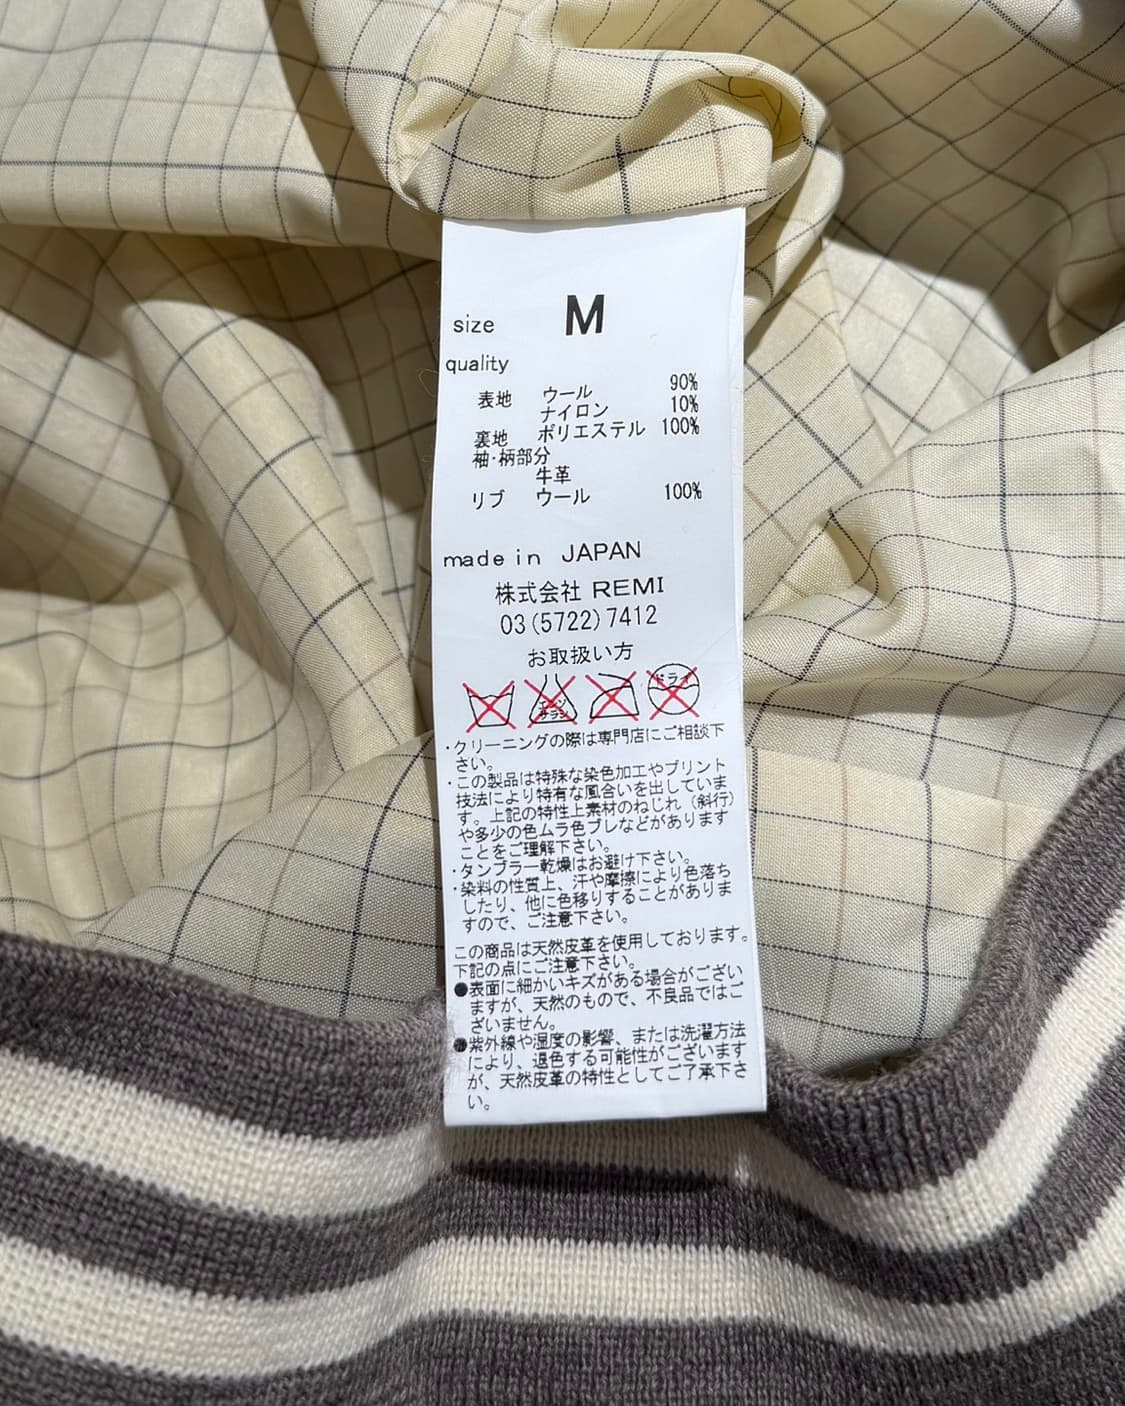 size M
quality
表地 ウール 90%
ナイロン 10%
裏地 ポリエステル 100%
袖・柄部分
牛革
リブ ウール 100%
made in JAPAN
株式会社 REMI
03(5722)7412
お取扱い方
エンソサラシ
ドライ
・クリーニングの際は専門店にご相談下
さい。
・この製品は特殊な染色加工やプリント
技法により特有な風合いを出していま
す。上記の特性上素材のねじれ（斜行）
や多少の色ムラ色ブレなどがあります
ことをご理解下さい。
・タンブラー乾燥はお避け下さい。
・染料の性質上、汗や摩擦により色落ち
したり、他に色移りすることがありま
すので、ご注意下さい。
この商品は天然皮革を使用しております。
下記の点にご注意下さい。
●表面に細かいキズがある場合がござい
ますが、天然のもので、不良品ではご
ざいません。
●紫外線や湿度の影響、または洗濯方法
により、退色する可能性がございます
が、天然皮革の特性としてご了承下さ
い。